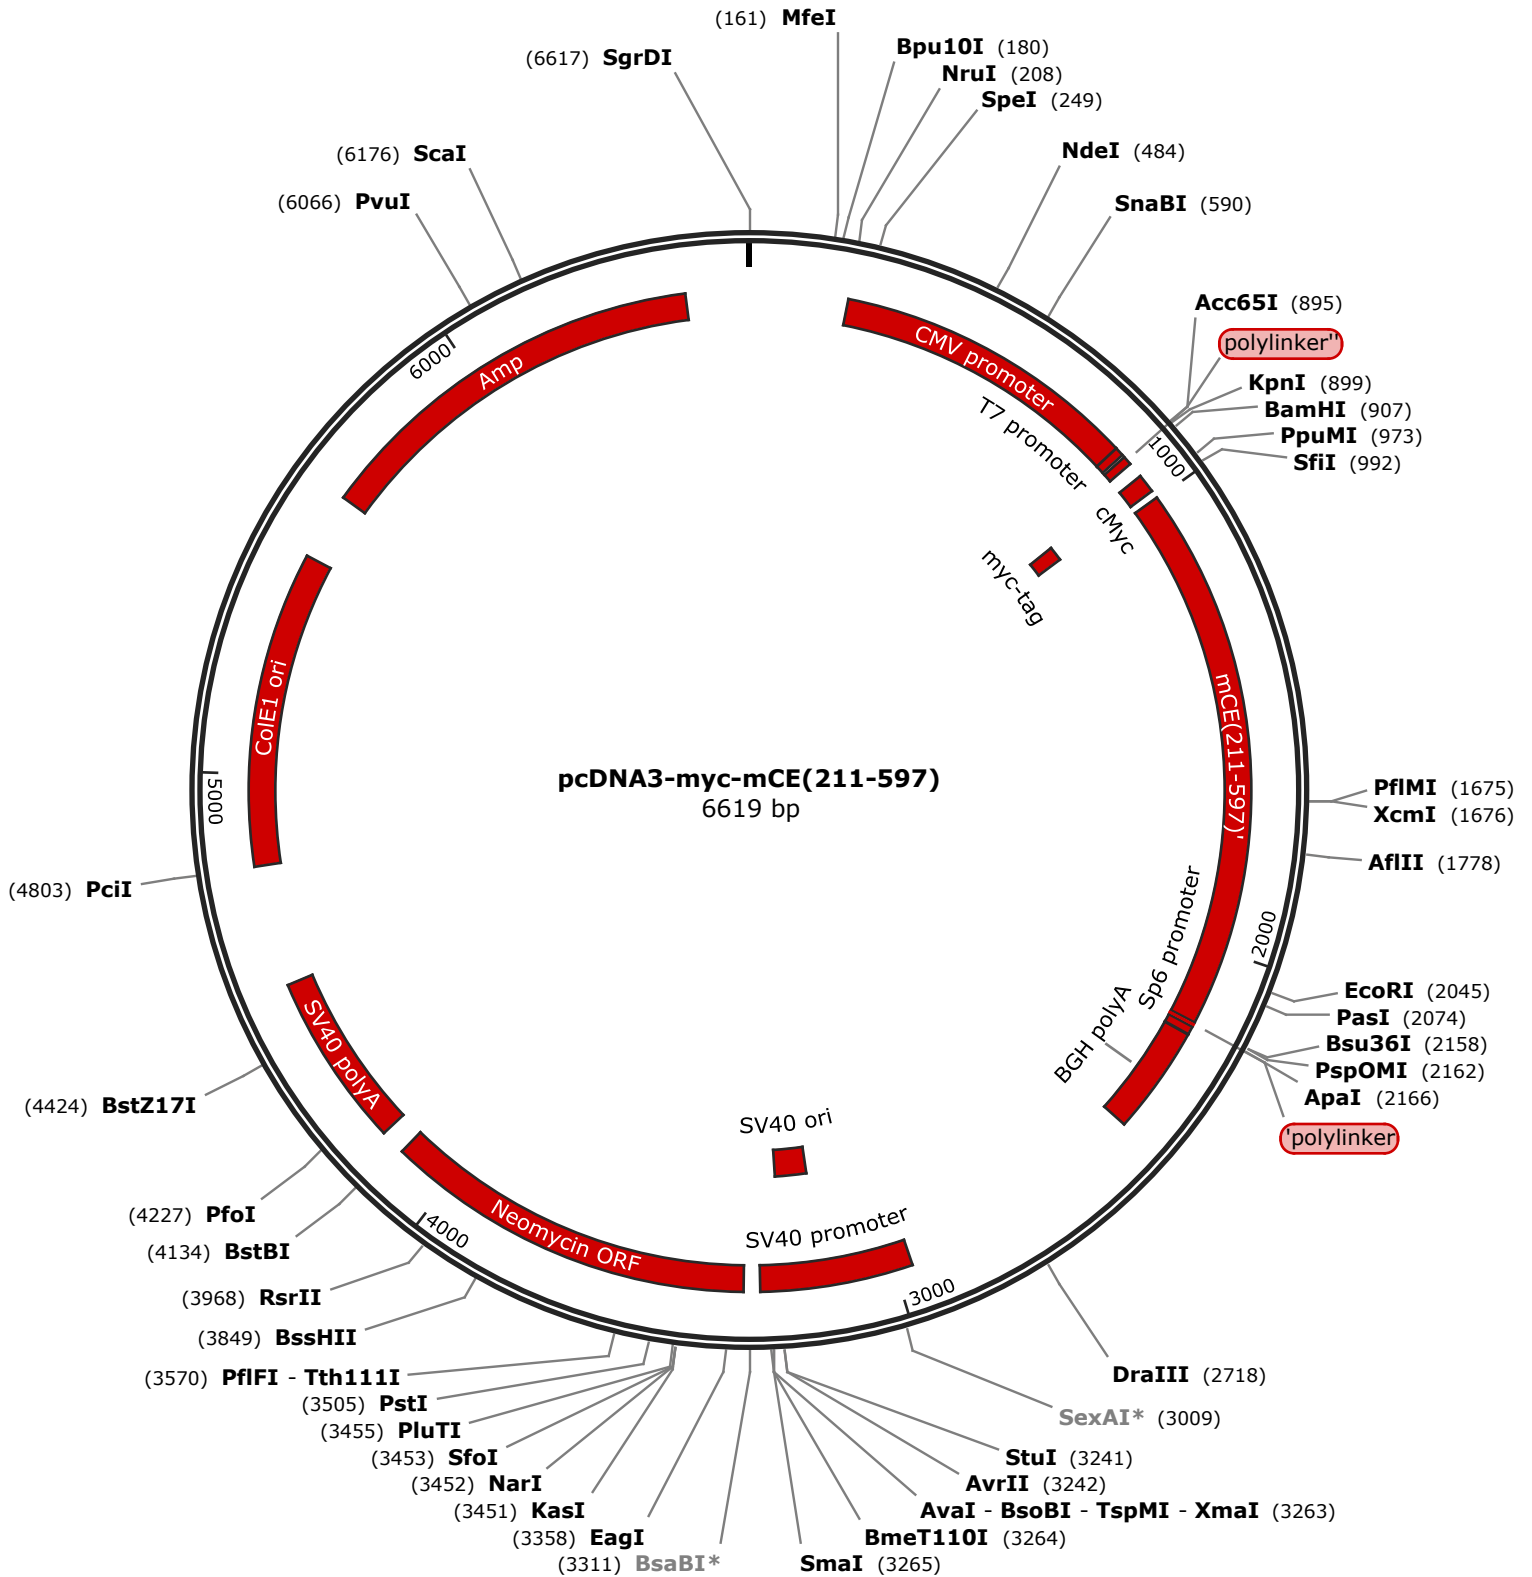 (161) MfeI
Bpu10I (180)
NruI (208)
SpeI (249)
NdeI (484)
SnaBI (590)
Acc65I (895)
polylinker''
KpnI (899)
BamHI (907)
PpuMI (973)
SfiI (992)
PflMI (1675)
XcmI (1676)
AflII (1778)
EcoRI (2045)
PasI (2074)
Bsu36I (2158)
PspOMI (2162)
ApaI (2166)
'polylinker
DraIII (2718)
SexAI* (3009)
StuI (3241)
AvrII (3242)
AvaI - BsoBI - TspMI - XmaI (3263)
BmeT110I (3264)
SmaI (3265)
(3311) BsaBI*
(3358) EagI
(3451) KasI
(3452) NarI
(3453) SfoI
(3455) PluTI
(3505) PstI
(3570) PflFI - Tth111I
(3849) BssHII
(3968) RsrII
(4134) BstBI
(4227) PfoI
(4424) BstZ17I
(4803) PciI
(6066) PvuI
(6176) ScaI
(6617) SgrDI
1000
2000
3000
4000
5000
6000
CMV promoter
T7 promoter
cMyc
myc-tag
mCE(211-597)'
Sp6 promoter
BGH polyA
SV40 ori
SV40 promoter
Neomycin ORF
SV40 polyA
ColE1 ori
Amp
pcDNA3-myc-mCE(211-597)
6619 bp